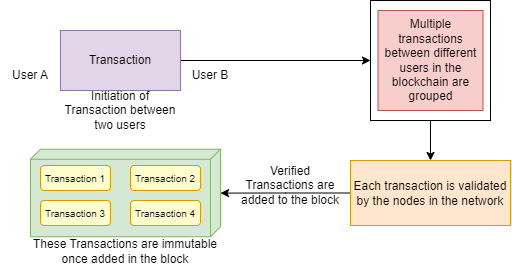 Transaction
User A
User B
Initiation of
Transaction between
two users
Multiple
transactions
between different
users in the
blockchain are
grouped
Each transaction is validated
by the nodes in the network
Verified
Transactions are
added to the block
Transaction 1
Transaction 2
Transaction 3
Transaction 4
These Transactions are immutable
once added in the block